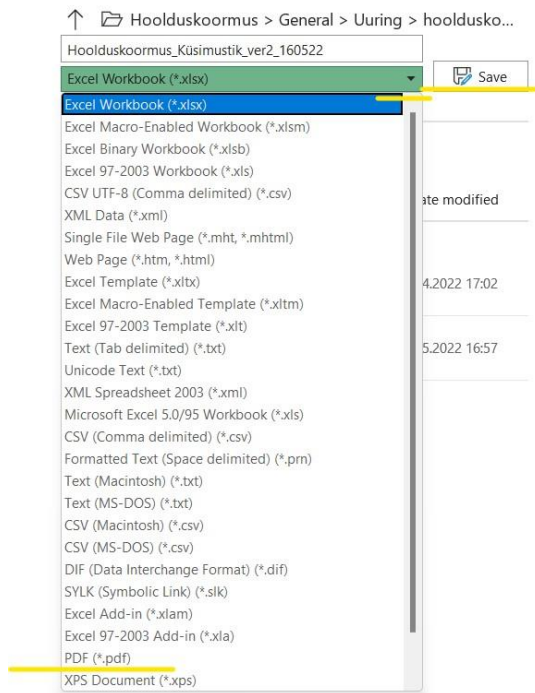 Hoolduskoormus > General > Uuring > hooldusko...
Hoolduskoormus_Küsimustik_ver2_160522
Excel Workbook (*.xlsx)
Save
Excel Workbook (*.xlsx)
Excel Macro-Enabled Workbook (*.xlsm)
Excel Binary Workbook (*.xlsb)
Excel 97-2003 Workbook (*.xls)
CSV UTF-8 (Comma delimited) (*.csv)
XML Data (*.xml)
ate modified
Single File Web Page (*.mht, *.mhtml)
Web Page (*.htm, *.html)
Excel Template (*.xltx)
4.2022 17:02
Excel Macro-Enabled Template (*.xltm)
Excel 97-2003 Template (*.xlt)
Text (Tab delimited) (*.txt)
5.2022 16:57
Unicode Text (*.txt)
XML Spreadsheet 2003 (*.xml)
Microsoft Excel 5.0/95 Workbook (*.xls)
CSV (Comma delimited) (*.csv)
Formatted Text (Space delimited) (*.prn)
Text (Macintosh) (*.txt)
Text (MS-DOS) (*.txt)
CSV (Macintosh) (*.csv)
CSV (MS-DOS) (*.csv)
DIF (Data Interchange Format) (*.dif)
SYLK (Symbolic Link) (*.slk)
Excel Add-in (*.xlam)
Excel 97-2003 Add-in (*.xla)
PDF (*.pdf)
XPS Document (*.xps)